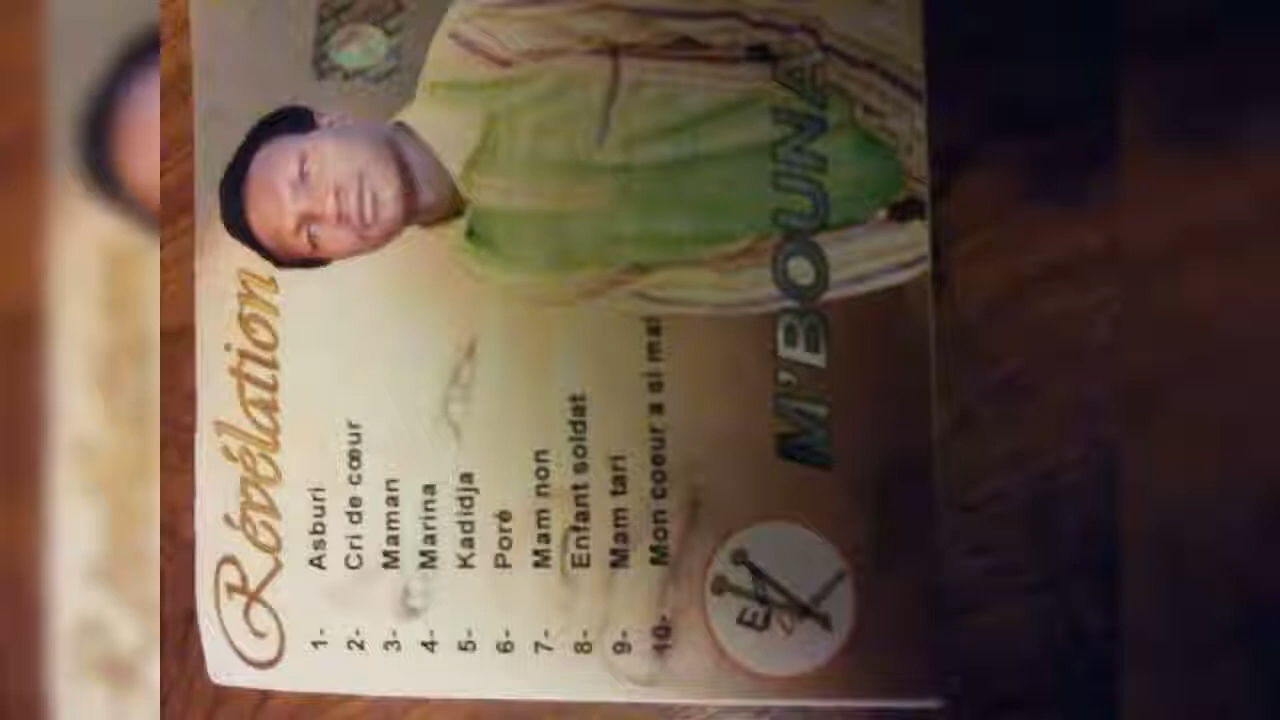 Révélation
1- Asburi
2- Cri de cœur
3- Maman
4- Marina
5- Kadidja
6- Poré
7- Mam non
8- Enfant soldat
9- Mam tari
10- Mon coeur a si mal
M'BOUNA